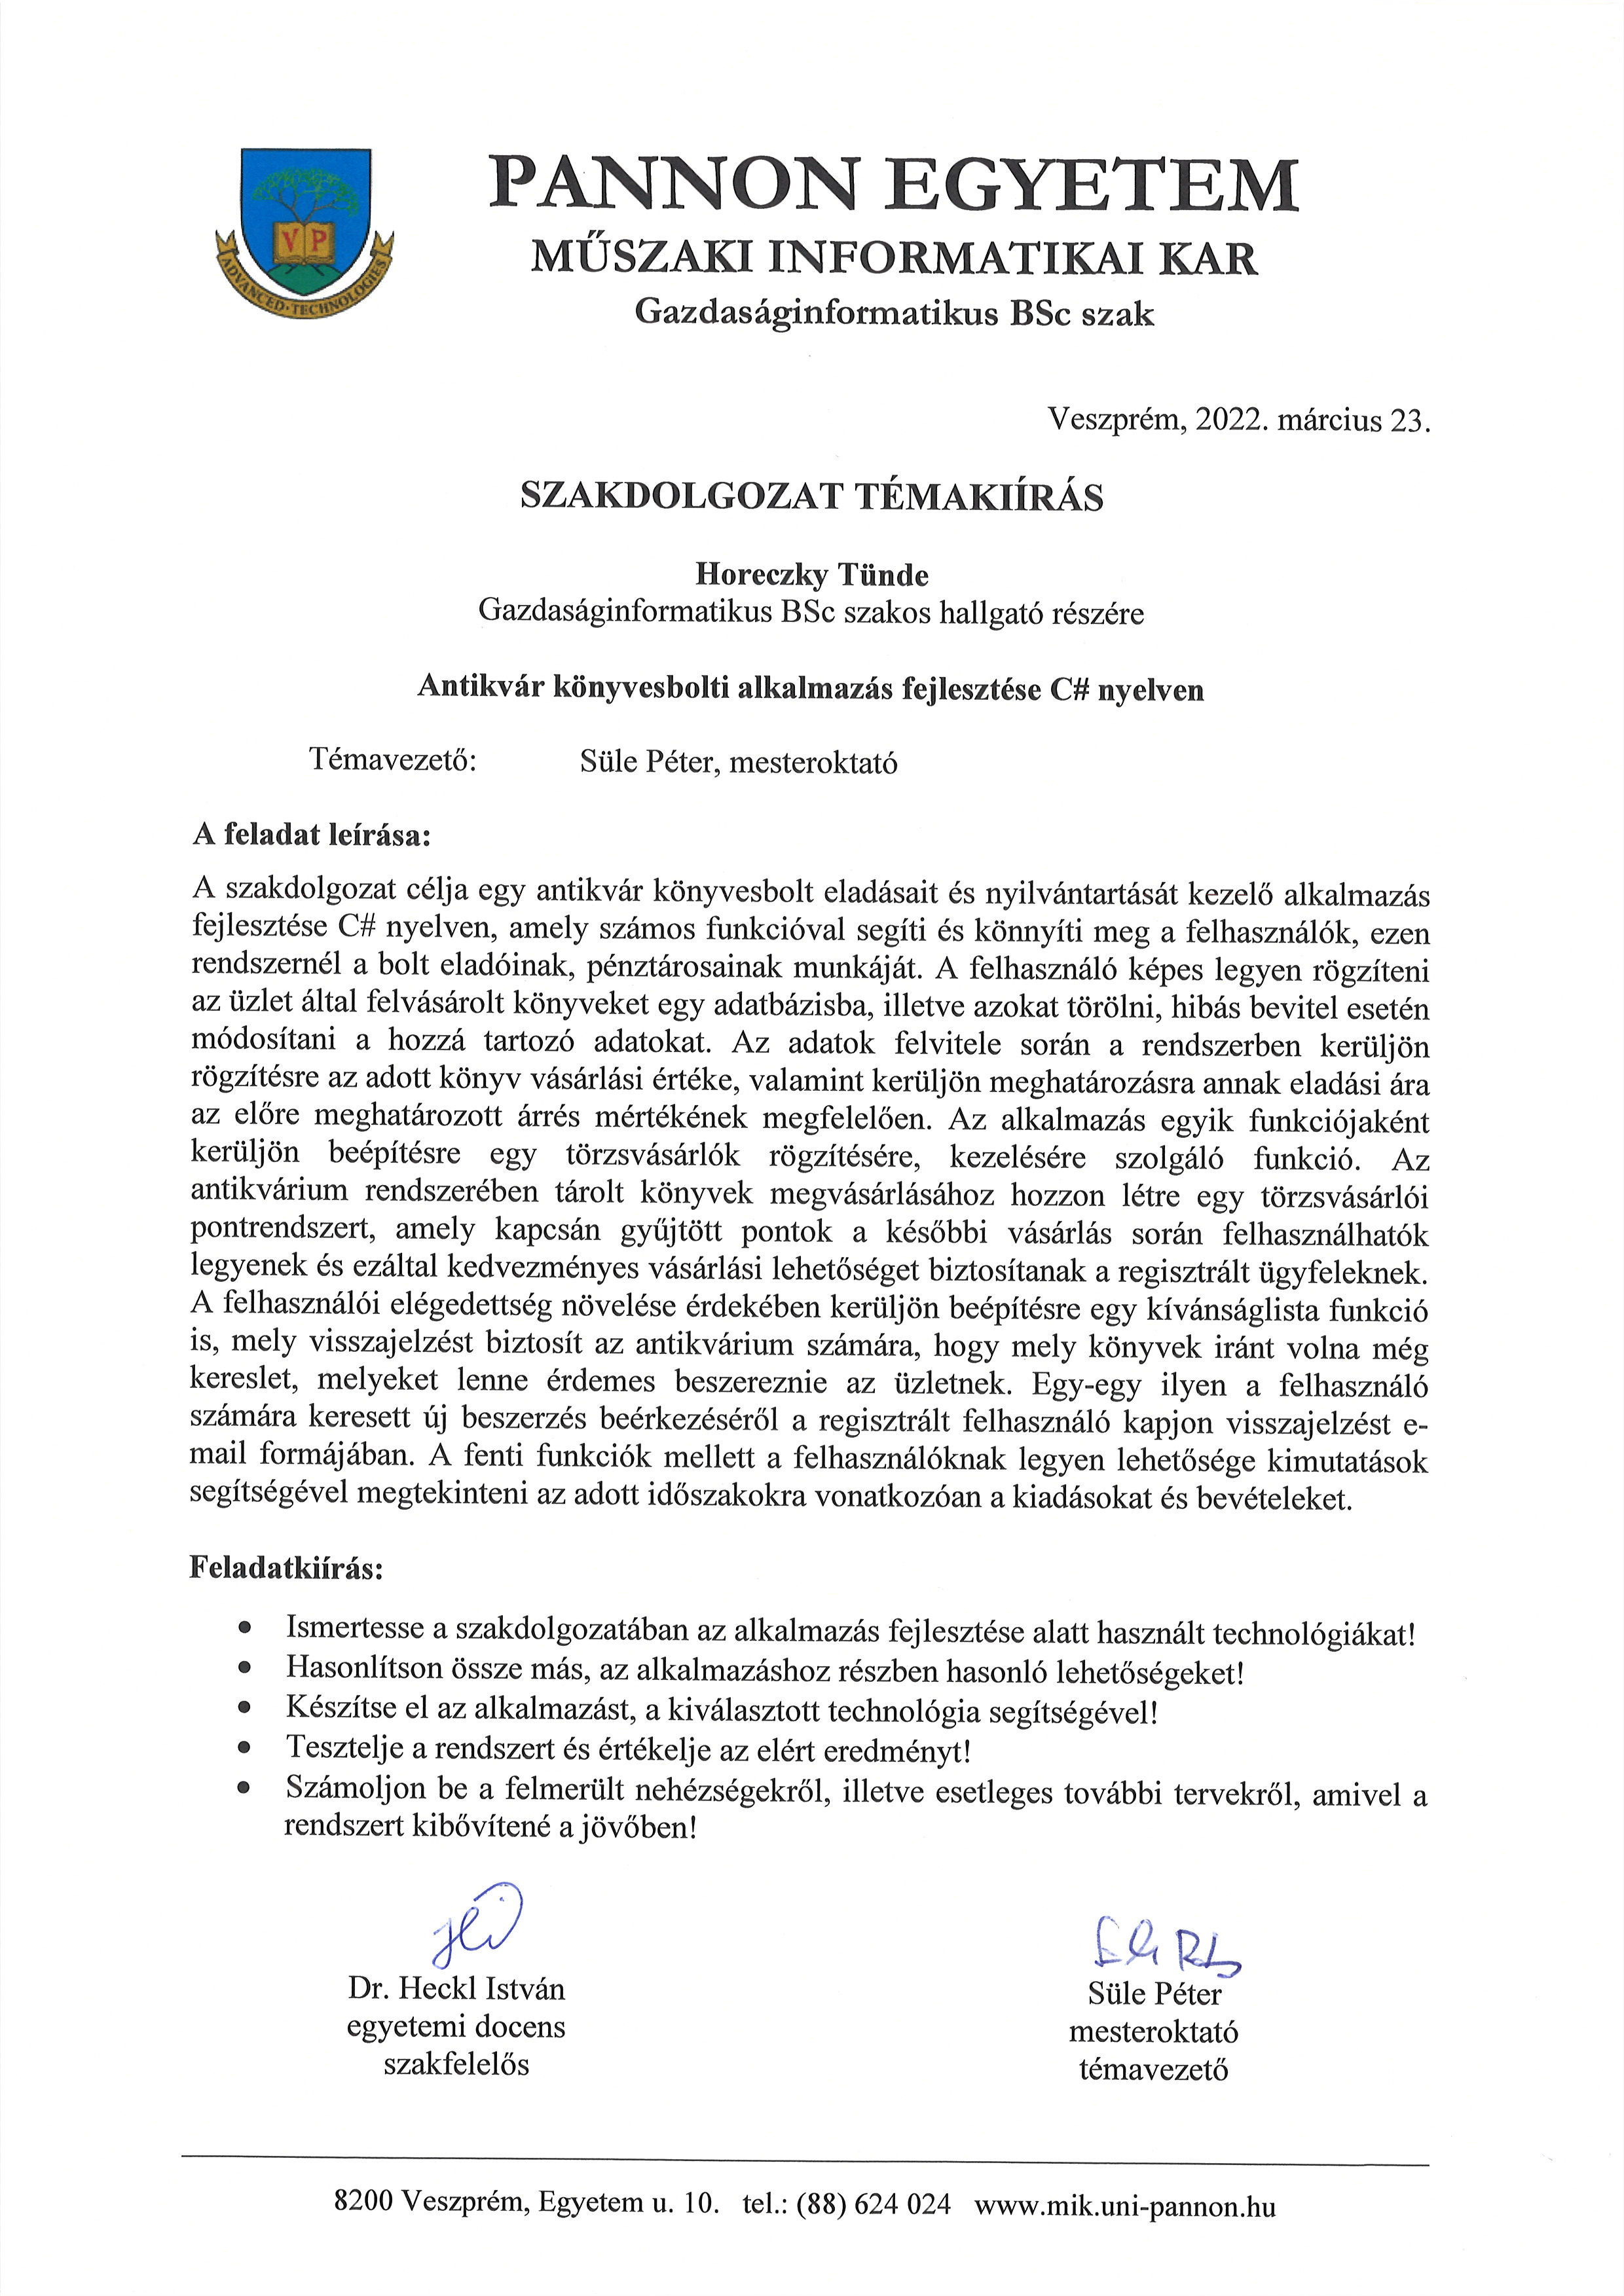 PANNON EGYETEM
MŰSZAKI INFORMATIKAI KAR
Gazdaságinformatikus BSc szak
V P
ADVANCED·TECHNOLOGIES
Veszprém, 2022. március 23.
SZAKDOLGOZAT TÉMAKIÍRÁS
Horeczky Tünde
Gazdaságinformatikus BSc szakos hallgató részére
Antikvár könyvesbolti alkalmazás fejlesztése C# nyelven
Témavezető: Süle Péter, mesteroktató
A feladat leírása:
A szakdolgozat célja egy antikvár könyvesbolt eladásait és nyilvántartását kezelő alkalmazás
fejlesztése C# nyelven, amely számos funkcióval segíti és könnyíti meg a felhasználók, ezen
rendszernél a bolt eladóinak, pénztárosainak munkáját. A felhasználó képes legyen rögzíteni
az üzlet által felvásárolt könyveket egy adatbázisba, illetve azokat törölni, hibás bevitel esetén
módosítani a hozzá tartozó adatokat. Az adatok felvitele során a rendszerben kerüljön
rögzítésre az adott könyv vásárlási értéke, valamint kerüljön meghatározásra annak eladási ára
az előre meghatározott árrés mértékének megfelelően. Az alkalmazás egyik funkciójaként
kerüljön beépítésre egy törzsvásárlók rögzítésére, kezelésére szolgáló funkció. Az
antikvárium rendszerében tárolt könyvek megvásárlásához hozzon létre egy törzsvásárlói
pontrendszert, amely kapcsán gyűjtött pontok a későbbi vásárlás során felhasználhatók
legyenek és ezáltal kedvezményes vásárlási lehetőséget biztosítanak a regisztrált ügyfeleknek.
A felhasználói elégedettség növelése érdekében kerüljön beépítésre egy kívánságlista funkció
is, mely visszajelzést biztosít az antikvárium számára, hogy mely könyvek iránt volna még
kereslet, melyeket lenne érdemes beszereznie az üzletnek. Egy-egy ilyen a felhasználó
számára keresett új beszerzés beérkezéséről a regisztrált felhasználó kapjon visszajelzést e-
mail formájában. A fenti funkciók mellett a felhasználóknak legyen lehetősége kimutatások
segítségével megtekinteni az adott időszakokra vonatkozóan a kiadásokat és bevételeket.
Feladatkiírás:
• Ismertesse a szakdolgozatában az alkalmazás fejlesztése alatt használt technológiákat!
• Hasonlítson össze más, az alkalmazáshoz részben hasonló lehetőségeket!
• Készítse el az alkalmazást, a kiválasztott technológia segítségével!
• Tesztelje a rendszert és értékelje az elért eredményt!
• Számoljon be a felmerült nehézségekről, illetve esetleges további tervekről, amivel a
rendszert kibővítené a jövőben!
Dr. Heckl István
egyetemi docens
szakfelelős
Süle Péter
mesteroktató
témavezető
8200 Veszprém, Egyetem u. 10. tel.: (88) 624 024 www.mik.uni-pannon.hu